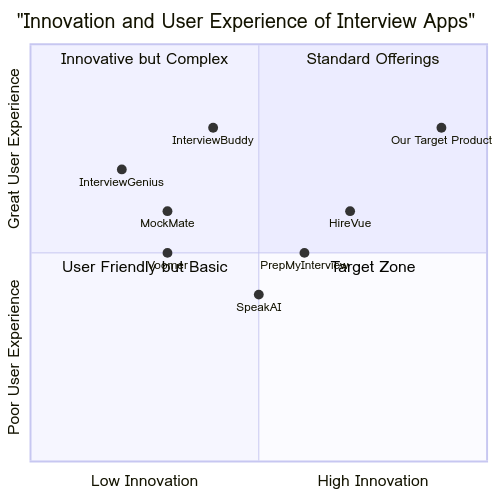 "Innovation and User Experience of Interview Apps"
Innovative but Complex
Standard Offerings
Great User Experience
InterviewBuddy
Our Target Product
InterviewGenius
MockMate
HireVue
Yoomer
PrepMyInterview
User Friendly but Basic
Target Zone
SpeakAI
Poor User Experience
Low Innovation
High Innovation